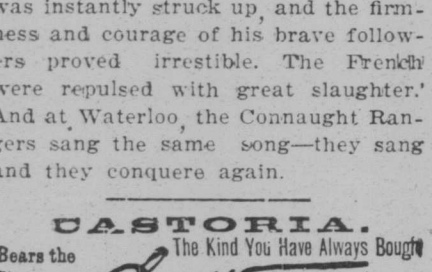 was instantly struck up, and the firm-
ness and courage of his brave follow-
ers proved irrestible. The French
were repulsed with great slaughter.'
And at Waterloo, the Connaught Ran-
gers sang the same song—they sang
and they conquere again.
CASTORIA.
Bears the The Kind You Have Always Bought